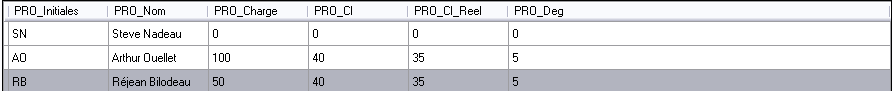 PRO_Initiales PRO_Nom PRO_Charge PRO_CI PRO_CI_Reel PRO_Deg
SN Steve Nadeau 0 0 0 0
AO Arthur Ouellet 100 40 35 5
RB Réjean Bilodeau 50 40 35 5